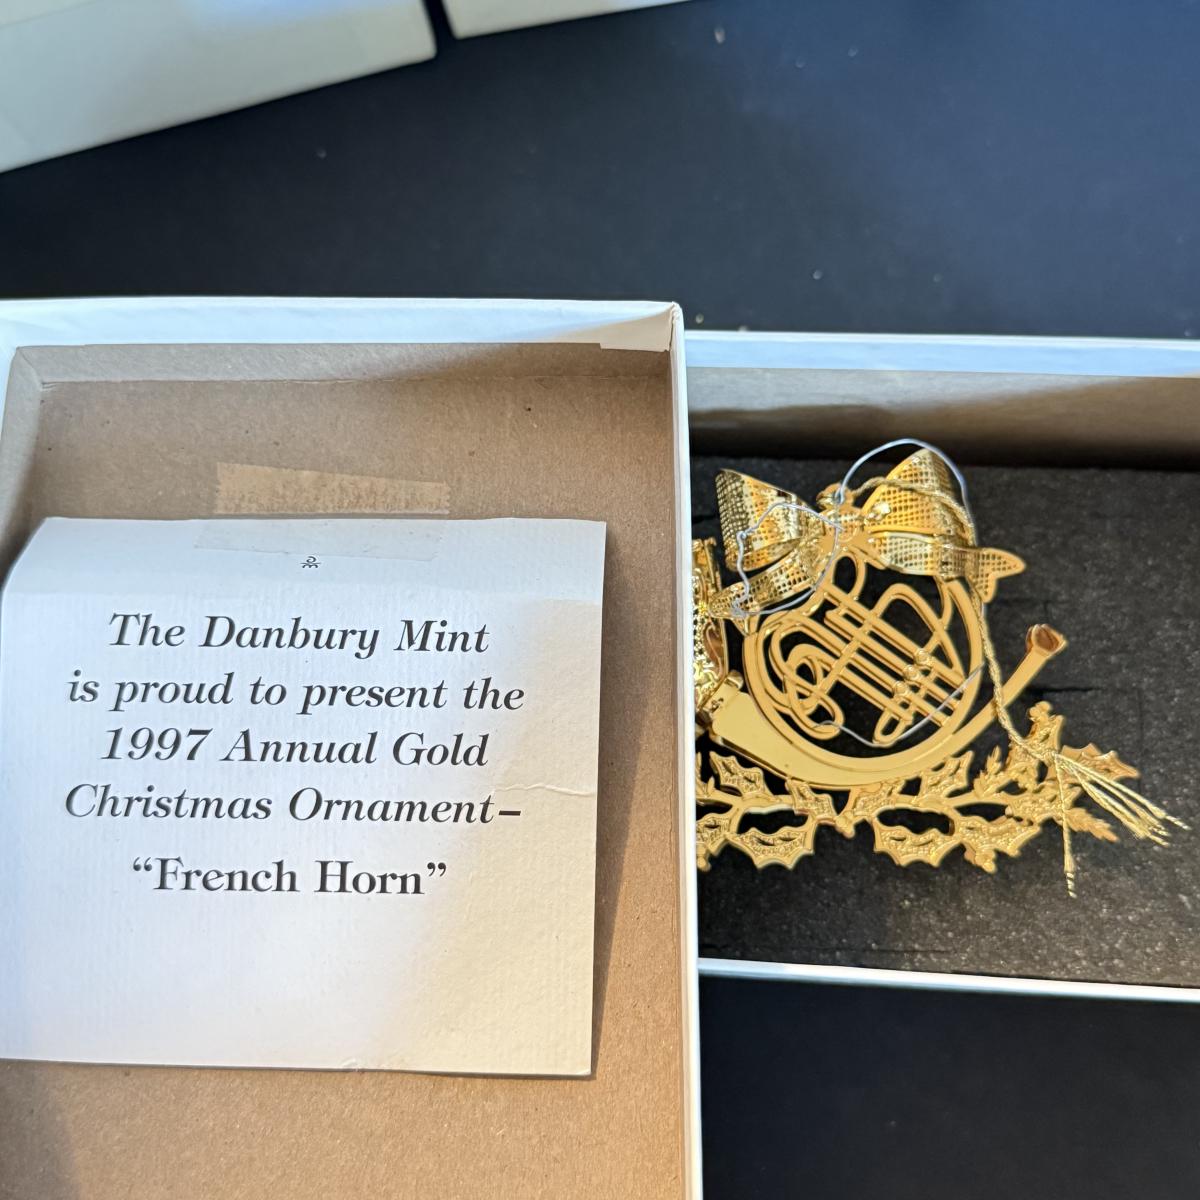 The Danbury Mint
is proud to present the
1997 Annual Gold
Christmas Ornament–
“French Horn”